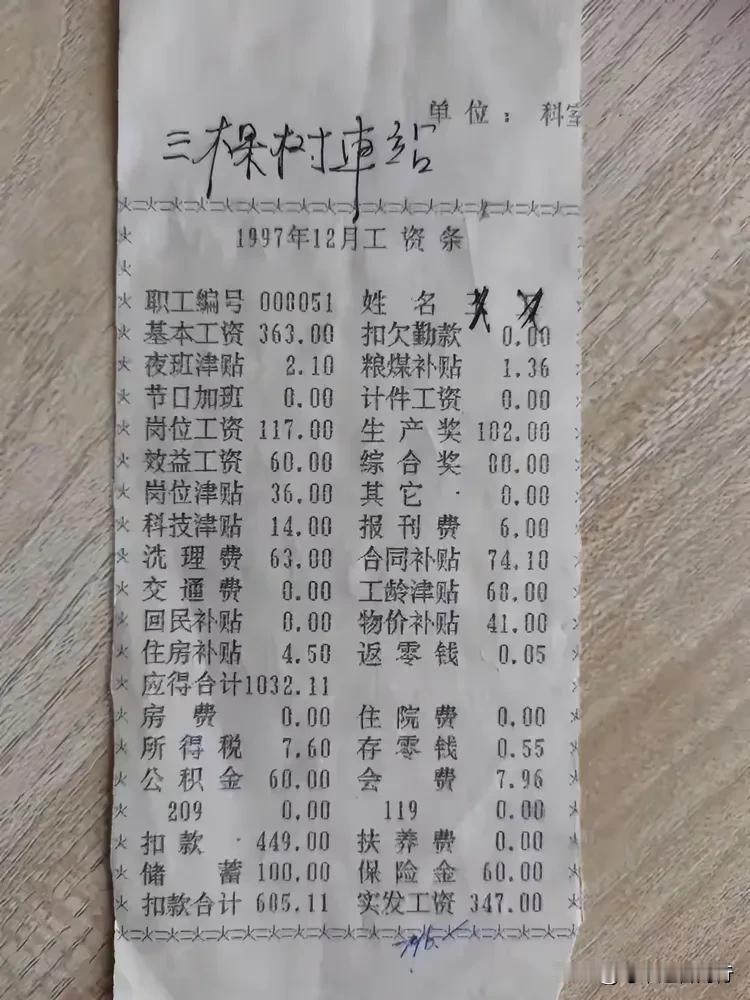 单位：科室
三棵树車站
1997年12月工资条
职工编号 008051 姓名
基本工资 363.00 扣欠勤款 0.00
夜班津贴 2.10 粮煤补贴 1.36
节日加班 0.00 计件工资 0.00
岗位工资 117.00 生产奖 102.00
效益工资 60.00 综合奖 80.00
岗位津贴 36.00 其它 0.00
科技津贴 14.00 报刊费 6.00
洗理费 63.00 合同补贴 74.10
交通费 0.00 工龄津贴 68.00
回民补贴 0.00 物价补贴 41.00
住房补贴 4.50 返零钱 0.05
应得合计1032.11
房费 0.00 住院费 0.00
所得税 7.60 存零钱 0.55
公积金 60.00 会费 7.96
209 0.00 119 0.00
扣款 449.00 扶养费 0.00
储蓄 100.00 保险金 60.00
扣款合计 685.11 实发工资 347.00